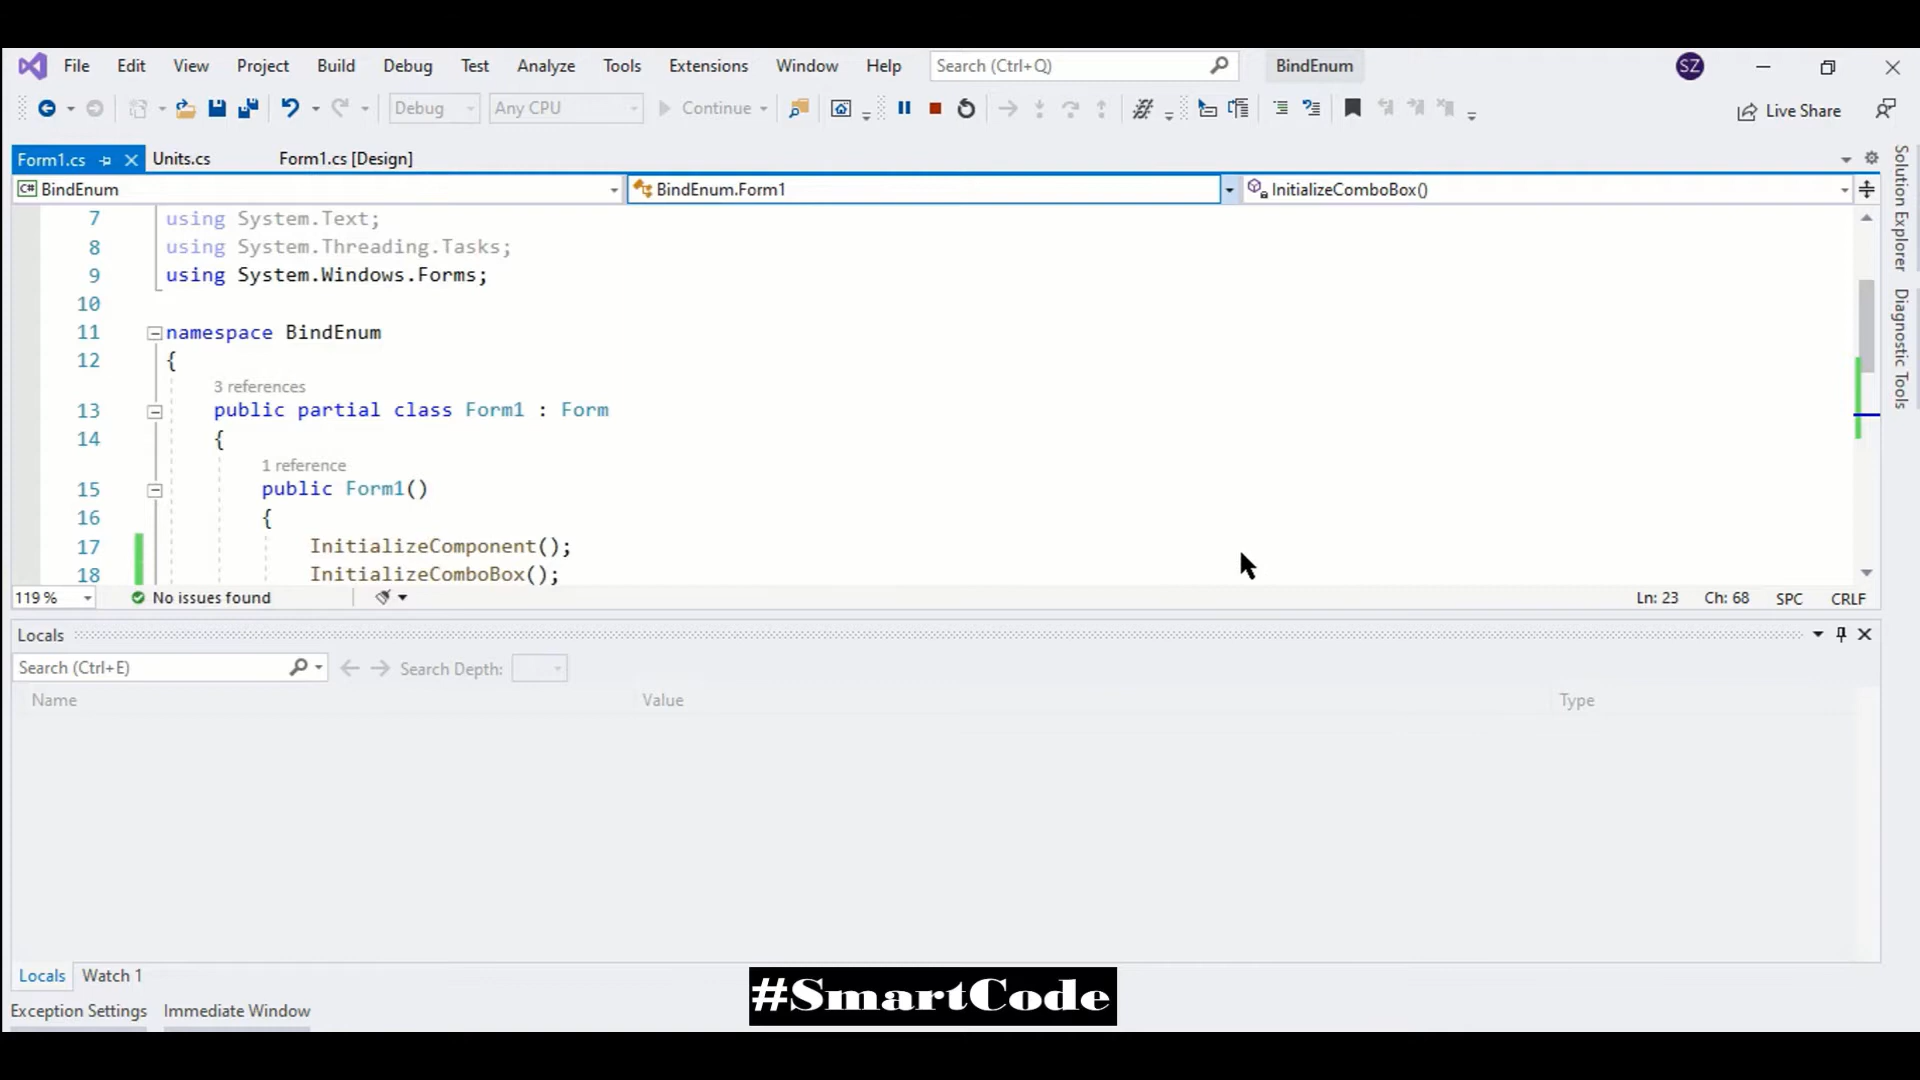 File Edit View Project Build Debug Test Analyze Tools Extensions Window Help Search (Ctrl+Q) BindEnum SZ
Debug Any CPU Continue Live Share
Form1.cs Units.cs Form1.cs [Design]
C# BindEnum BindEnum.Form1 InitializeComboBox()
7 using System.Text;
8 using System.Threading.Tasks;
9 using System.Windows.Forms;
10
11 namespace BindEnum
12 {
3 references
13 public partial class Form1 : Form
14 {
1 reference
15 public Form1()
16 {
17 InitializeComponent();
18 InitializeComboBox();
119 % No issues found Ln: 23 Ch: 68 SPC CRLF
Locals
Search (Ctrl+E) Search Depth:
Name Value Type
Locals Watch 1
Exception Settings Immediate Window
#SmartCode
Solution Explorer
Diagnostic Tools